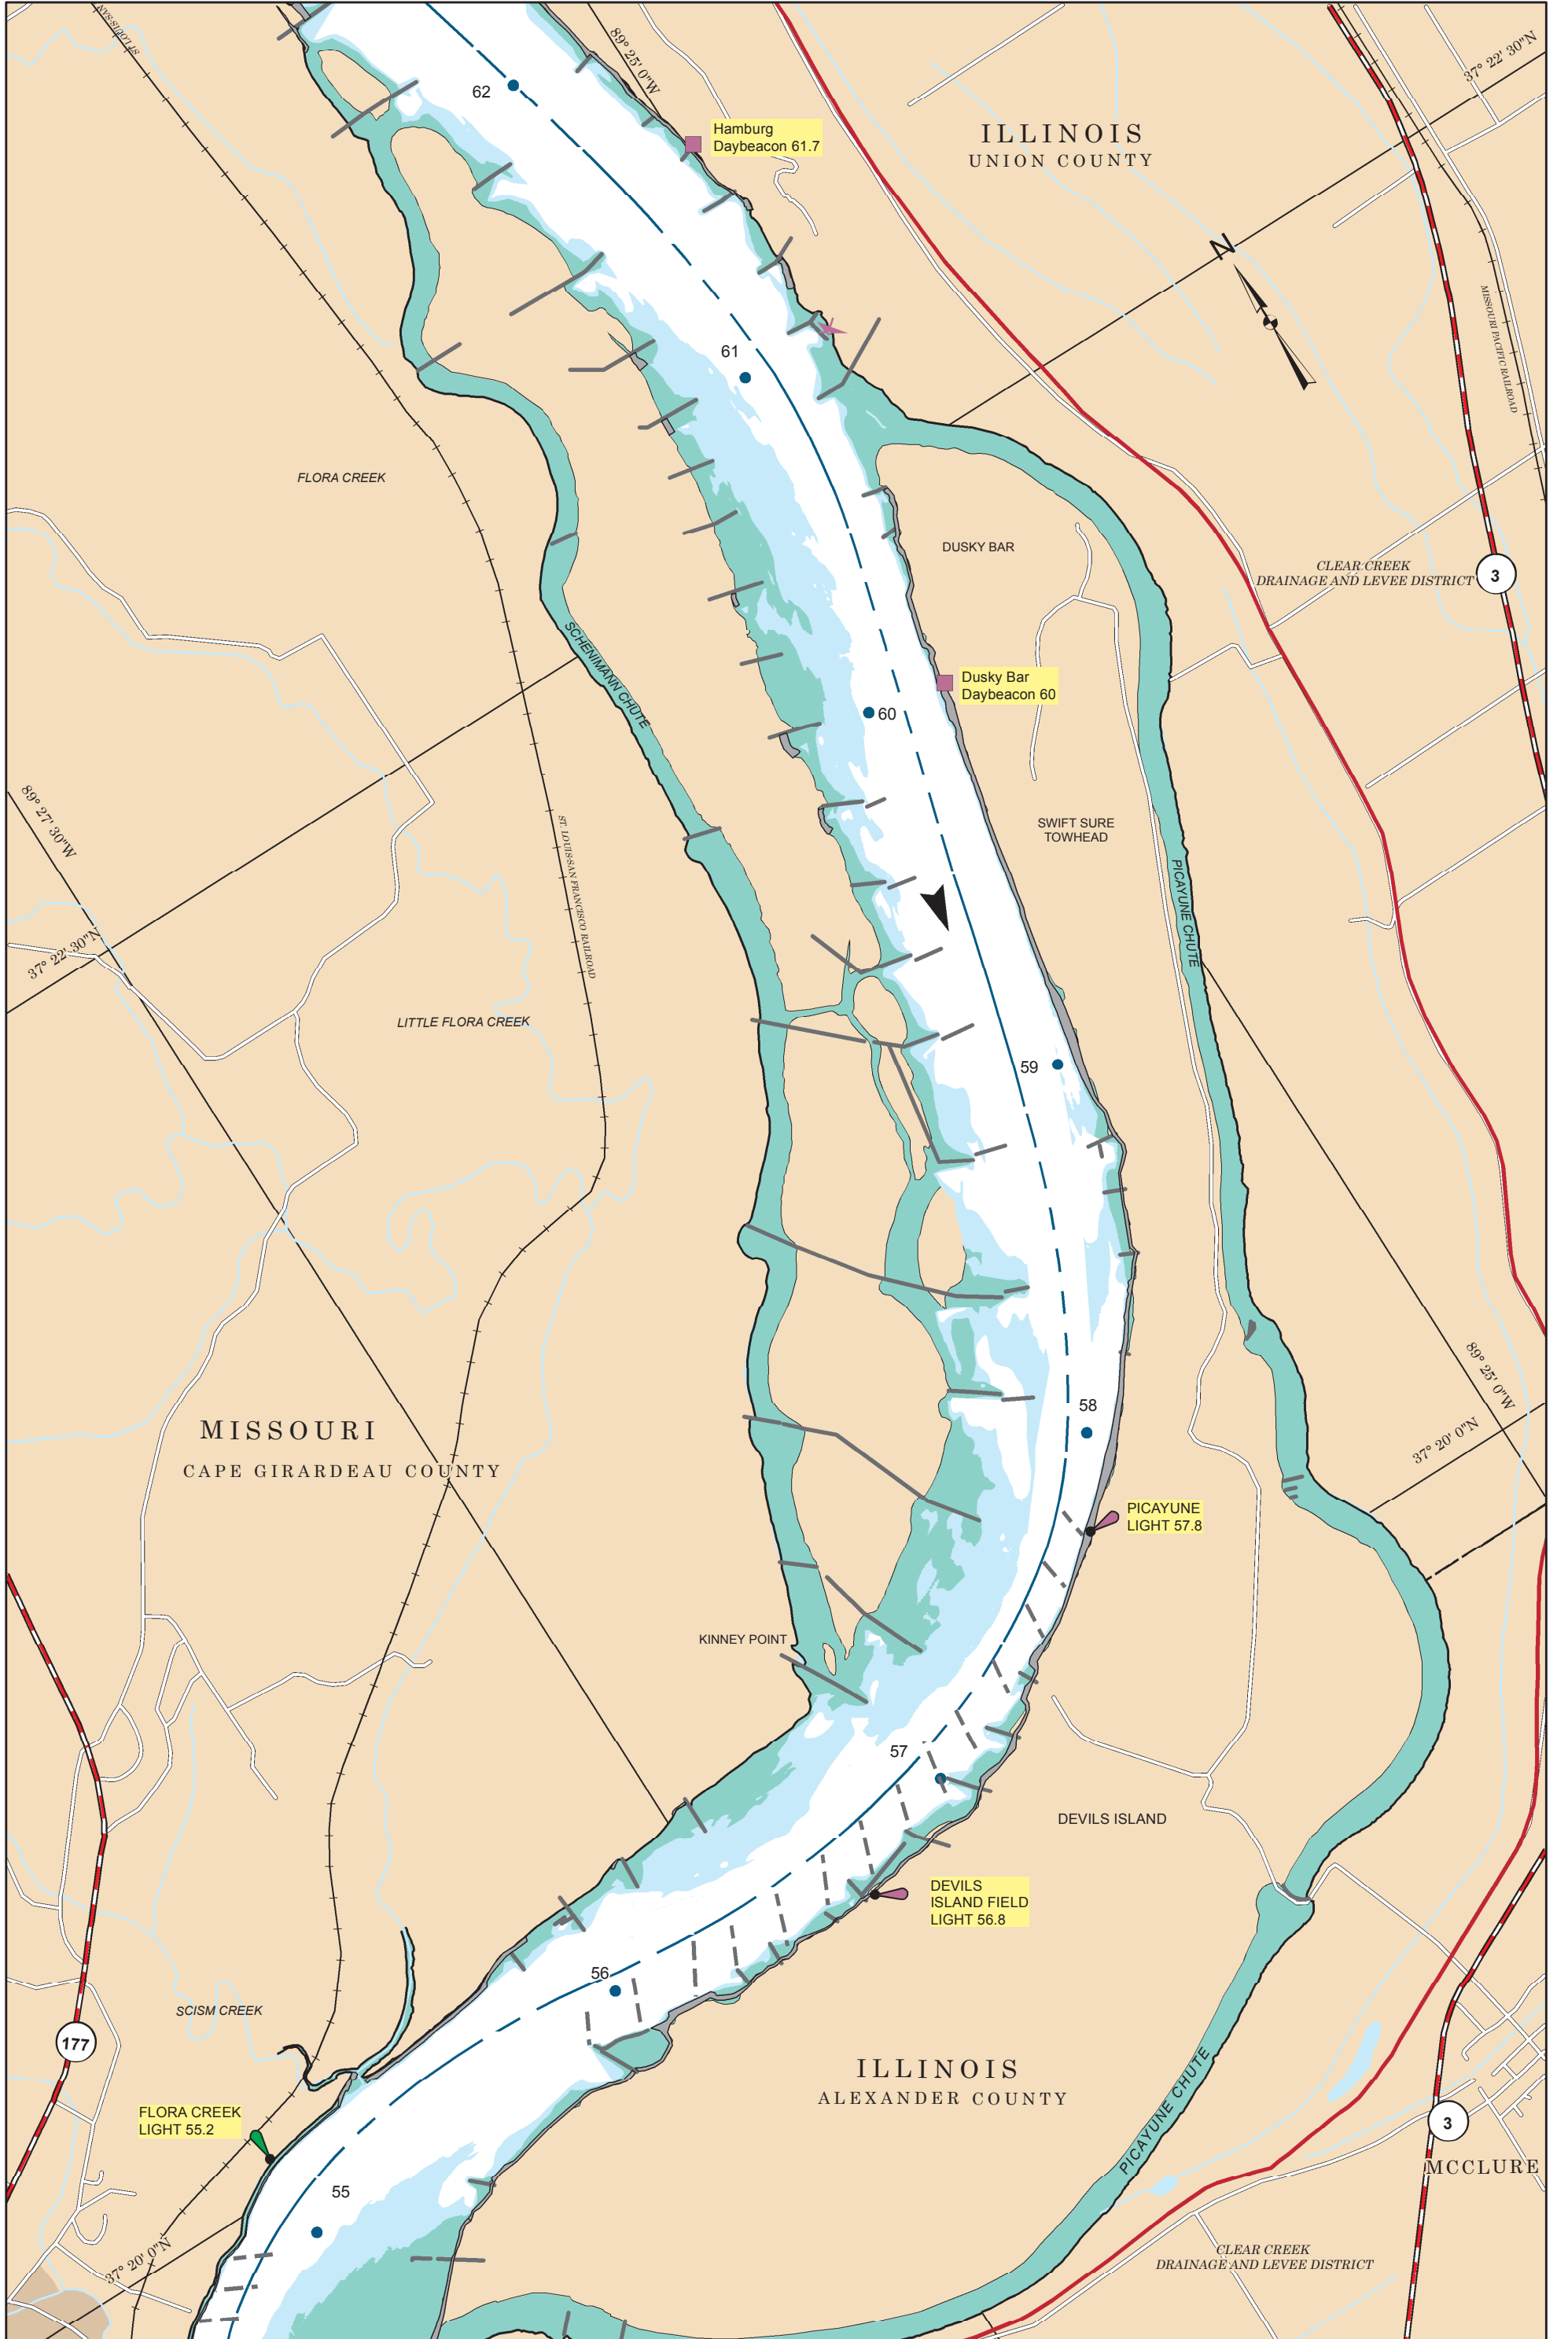 ST. LOUIS-SAN
89° 25' 0"W
37° 22' 30"N
62
Hamburg
Daybeacon 61.7
ILLINOIS
UNION COUNTY
N
MISSOURI PACIFIC RAILROAD
61
FLORA CREEK
DUSKY BAR
CLEAR CREEK
DRAINAGE AND LEVEE DISTRICT
3
SCHENIMANN CHUTE
Dusky Bar
Daybeacon 60
60
89° 27' 30"W
SWIFT SURE
TOWHEAD
ST. LOUIS-SAN FRANCISCO RAILROAD
PICAYUNE CHUTE
37° 22' 30"N
LITTLE FLORA CREEK
59
89° 25' 0"W
58
MISSOURI
CAPE GIRARDEAU COUNTY
37° 20' 0"N
PICAYUNE
LIGHT 57.8
KINNEY POINT
57
DEVILS ISLAND
DEVILS
ISLAND FIELD
LIGHT 56.8
56
SCISM CREEK
177
ILLINOIS
ALEXANDER COUNTY
PICAYUNE CHUTE
FLORA CREEK
LIGHT 55.2
3
MCCLURE
55
37° 20' 0"N
CLEAR CREEK
DRAINAGE AND LEVEE DISTRICT